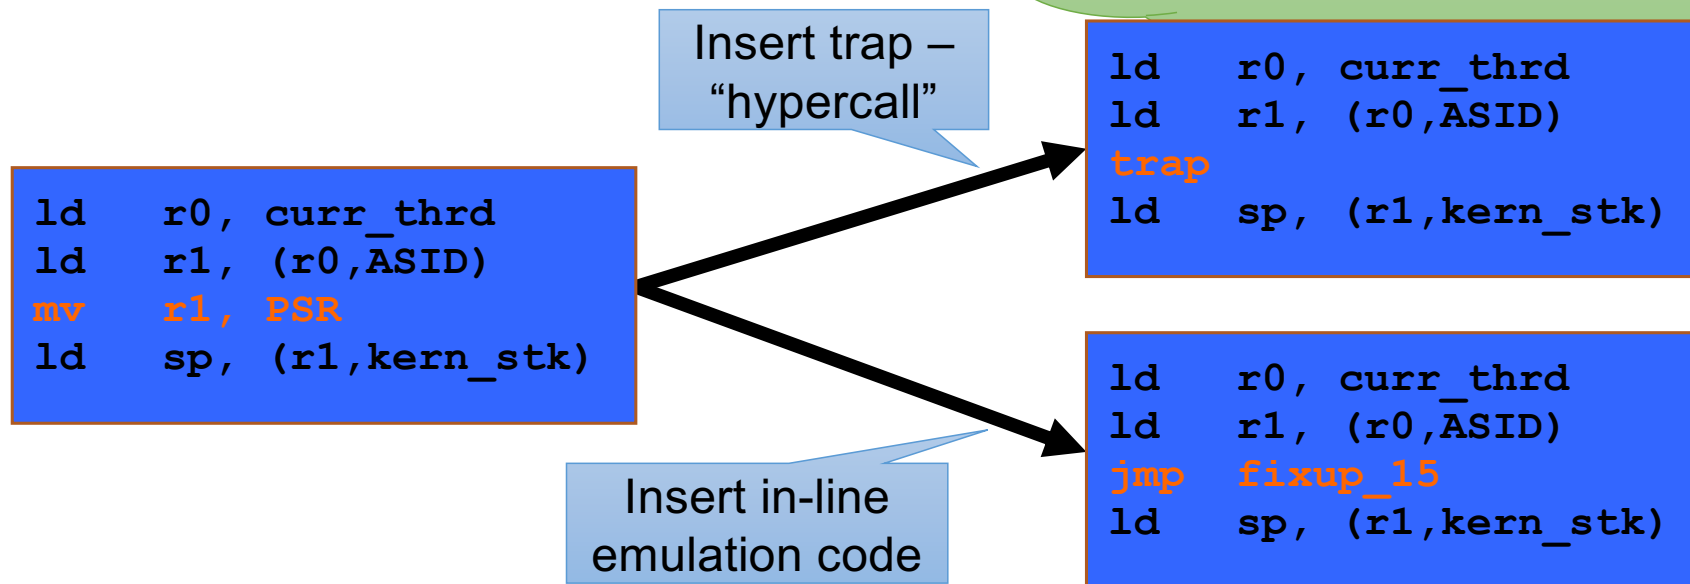 Insert trap –
“hypercall”
ld r0, curr_thrd
ld r1, (r0,ASID)
trap
ld sp, (r1,kern_stk)
ld r0, curr_thrd
ld r1, (r0,ASID)
mv r1, PSR
ld sp, (r1,kern_stk)
Insert in-line
emulation code
ld r0, curr_thrd
ld r1, (r0,ASID)
jmp fixup_15
ld sp, (r1,kern_stk)